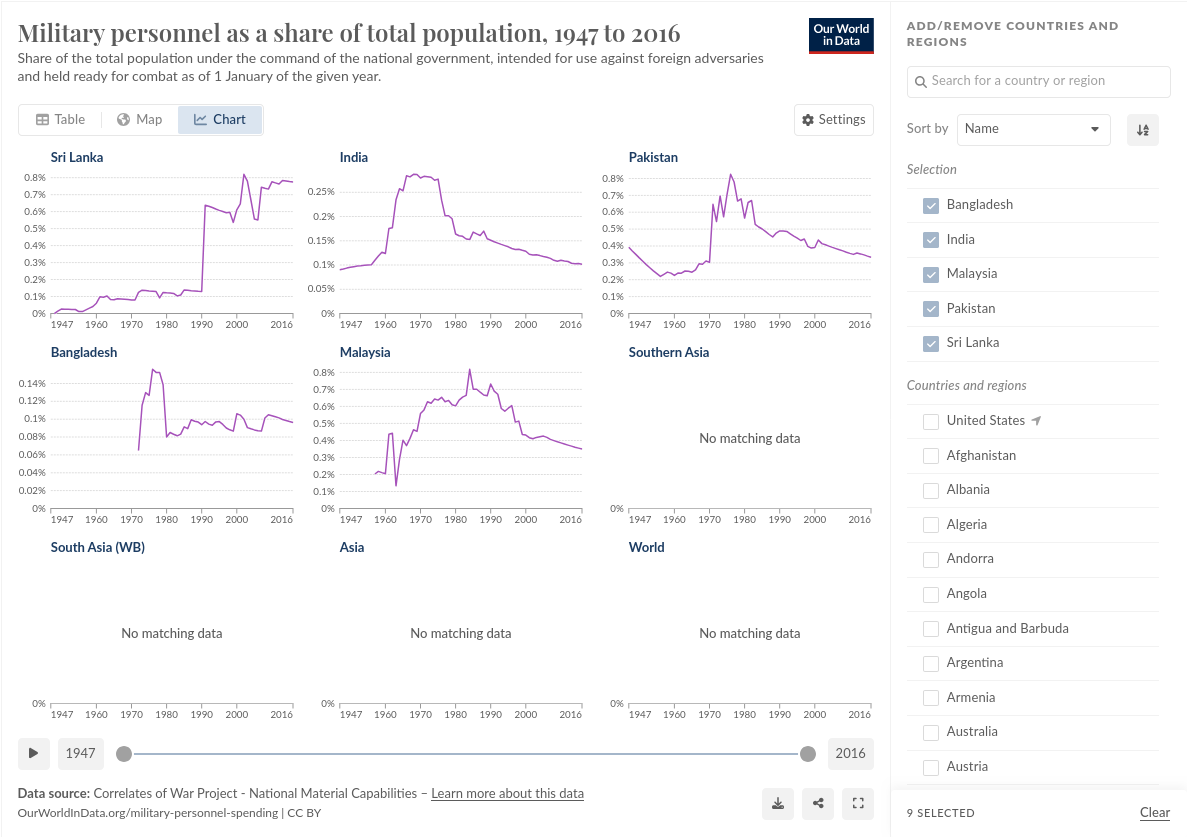 Military personnel as a share of total population, 1947 to 2016
Share of the total population under the command of the national government, intended for use against foreign adversaries
and held ready for combat as of 1 January of the given year.
Our World
in Data
Table
Map
Chart
Settings
Sri Lanka
0.8%
0.7%
0.6%
0.5%
0.4%
0.3%
0.2%
0.1%
0%
1947 1960 1970 1980 1990 2000 2016
India
0.25%
0.2%
0.15%
0.1%
0.05%
0%
1947 1960 1970 1980 1990 2000 2016
Pakistan
0.8%
0.7%
0.6%
0.5%
0.4%
0.3%
0.2%
0.1%
0%
1947 1960 1970 1980 1990 2000 2016
Bangladesh
0.14%
0.12%
0.1%
0.08%
0.06%
0.04%
0.02%
0%
1947 1960 1970 1980 1990 2000 2016
Malaysia
0.8%
0.7%
0.6%
0.5%
0.4%
0.3%
0.2%
0.1%
0%
1947 1960 1970 1980 1990 2000 2016
Southern Asia
No matching data
0%
1947 1960 1970 1980 1990 2000 2016
South Asia (WB)
No matching data
0%
1947 1960 1970 1980 1990 2000 2016
Asia
No matching data
0%
1947 1960 1970 1980 1990 2000 2016
World
No matching data
0%
1947 1960 1970 1980 1990 2000 2016
1947
2016
Data source: Correlates of War Project - National Material Capabilities – Learn more about this data
OurWorldInData.org/military-personnel-spending | CC BY
ADD/REMOVE COUNTRIES AND
REGIONS
Search for a country or region
Sort by
Name
Selection
Bangladesh
India
Malaysia
Pakistan
Sri Lanka
Countries and regions
United States
Afghanistan
Albania
Algeria
Andorra
Angola
Antigua and Barbuda
Argentina
Armenia
Australia
Austria
9 SELECTED
Clear